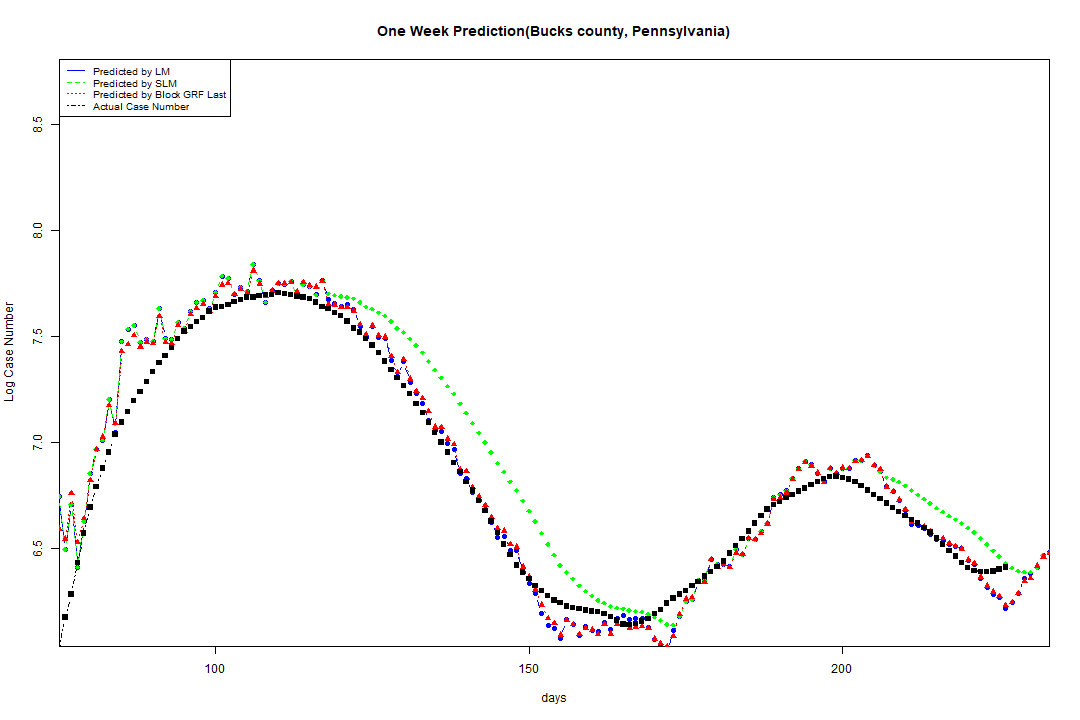 One Week Prediction(Bucks county, Pennsylvania)
Predicted by LM
Predicted by SLM
Predicted by Block GRF Last
Actual Case Number
8.5
8.0
7.5
7.0
6.5
Log Case Number
100 150 200
days